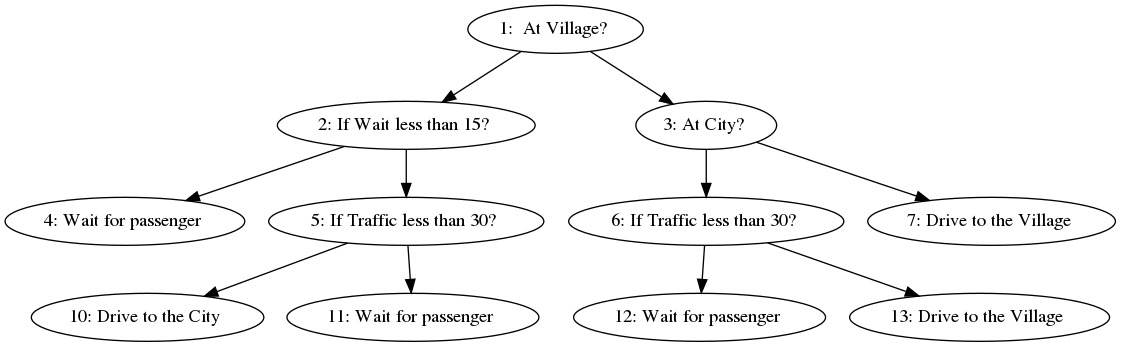 1:  At Village?
2: If Wait less than 15?
3: At City?
4: Wait for passenger
5: If Traffic less than 30?
6: If Traffic less than 30?
7: Drive to the Village
10: Drive to the City
11: Wait for passenger
12: Wait for passenger
13: Drive to the Village